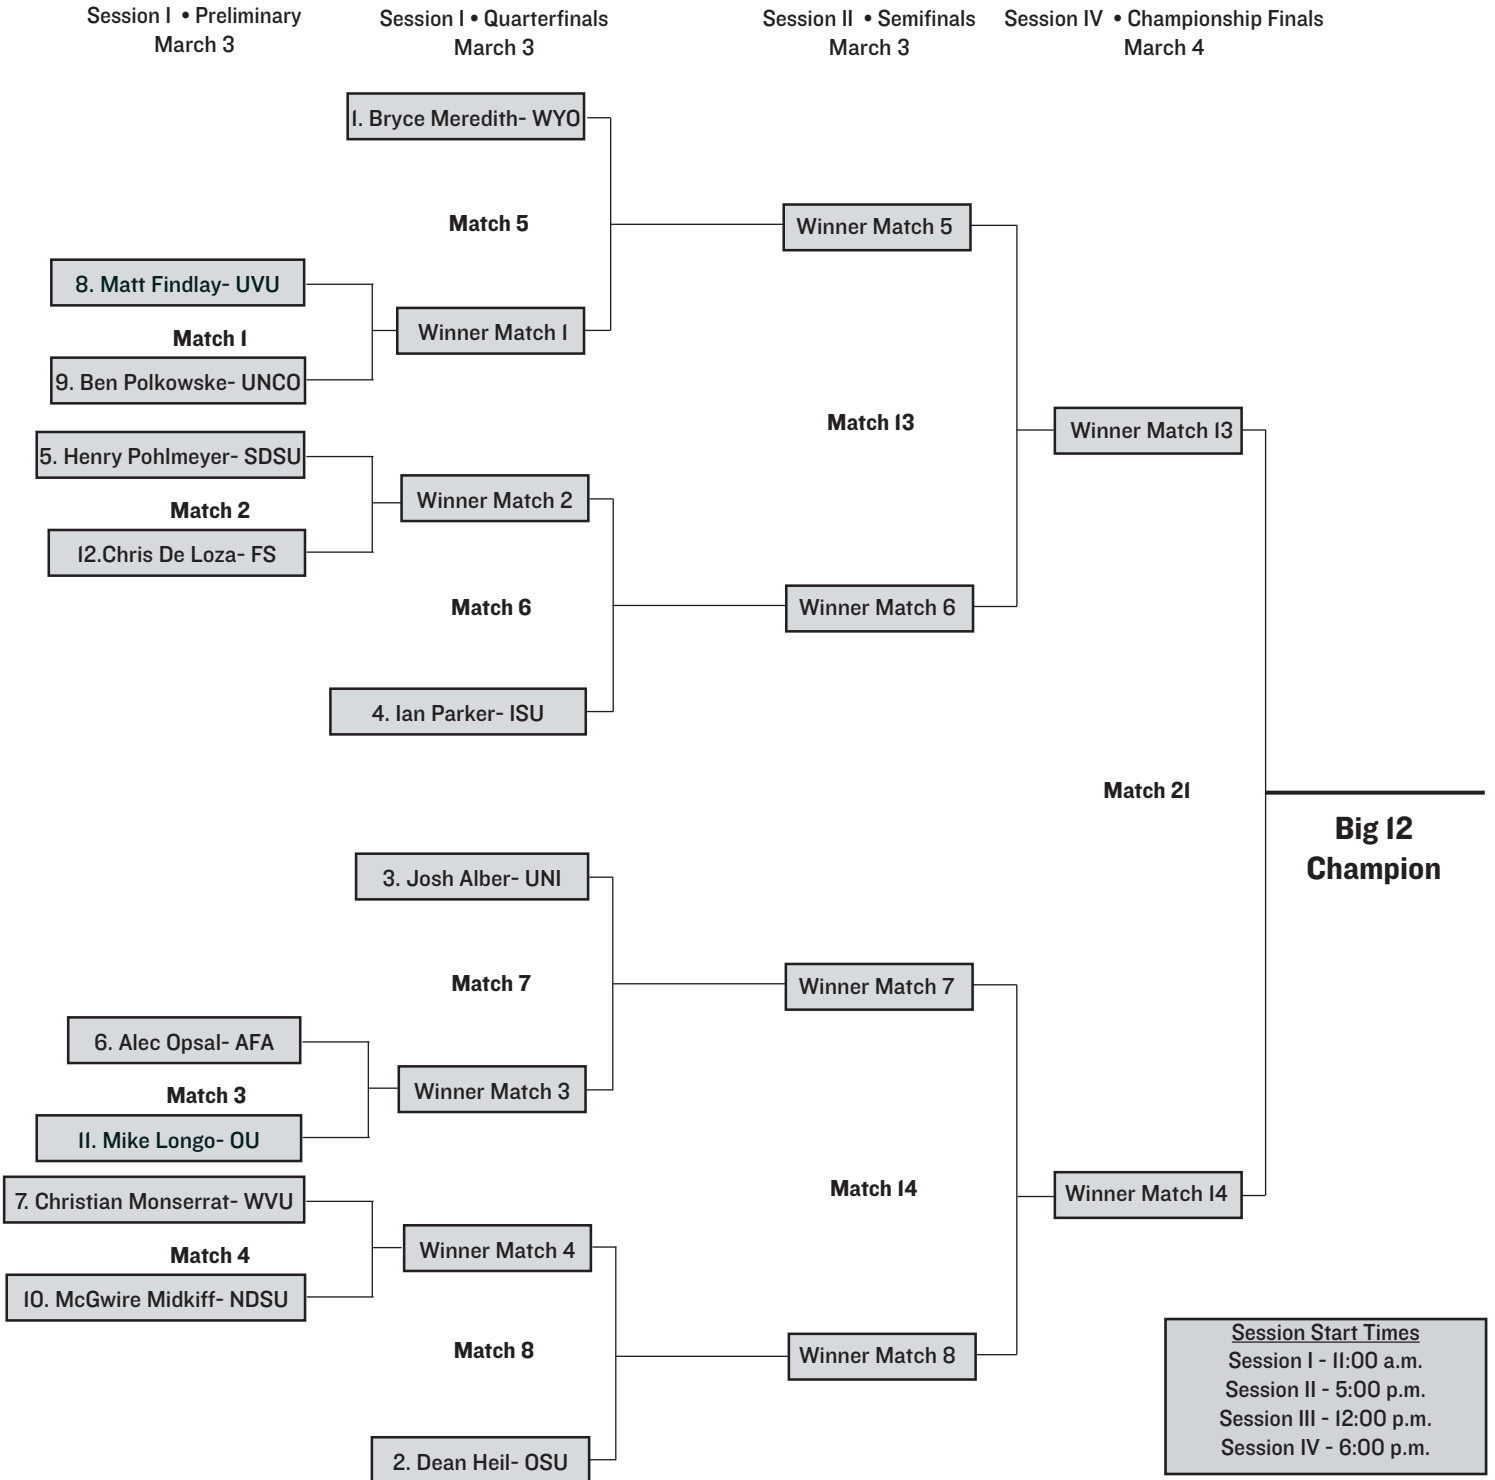 Session I • Preliminary
March 3
Session I • Quarterfinals
March 3
Session II • Semifinals
March 3
Session IV • Championship Finals
March 4
1. Bryce Meredith- WYO
Match 5
Winner Match 5
8. Matt Findlay- UVU
Match 1
Winner Match 1
9. Ben Polkowske- UNCO
Match 13
Winner Match 13
5. Henry Pohlmeyer- SDSU
Match 2
Winner Match 2
12.Chris De Loza- FS
Match 6
Winner Match 6
4. Ian Parker- ISU
Match 21
Big 12
Champion
3. Josh Alber- UNI
Match 7
Winner Match 7
6. Alec Opsal- AFA
Match 3
Winner Match 3
11. Mike Longo- OU
7. Christian Monserrat- WVU
Match 14
Winner Match 14
Match 4
Winner Match 4
10. McGwire Midkiff- NDSU
Match 8
Winner Match 8
2. Dean Heil- OSU
Session Start Times
Session I - 11:00 a.m.
Session II - 5:00 p.m.
Session III - 12:00 p.m.
Session IV - 6:00 p.m.